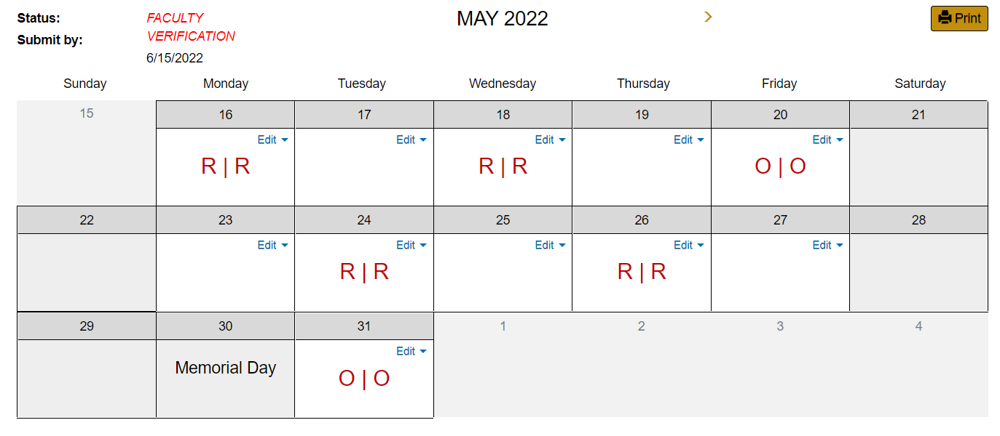 Status: FACULTY VERIFICATION
Submit by: 6/15/2022
MAY 2022
Print
Sunday Monday Tuesday Wednesday Thursday Friday Saturday
15 16 17 18 19 20 21
Edit Edit Edit Edit Edit
R | R R | R O | O
22 23 24 25 26 27 28
Edit Edit Edit Edit Edit
R | R R | R
29 30 31 1 2 3 4
Edit
Memorial Day O | O